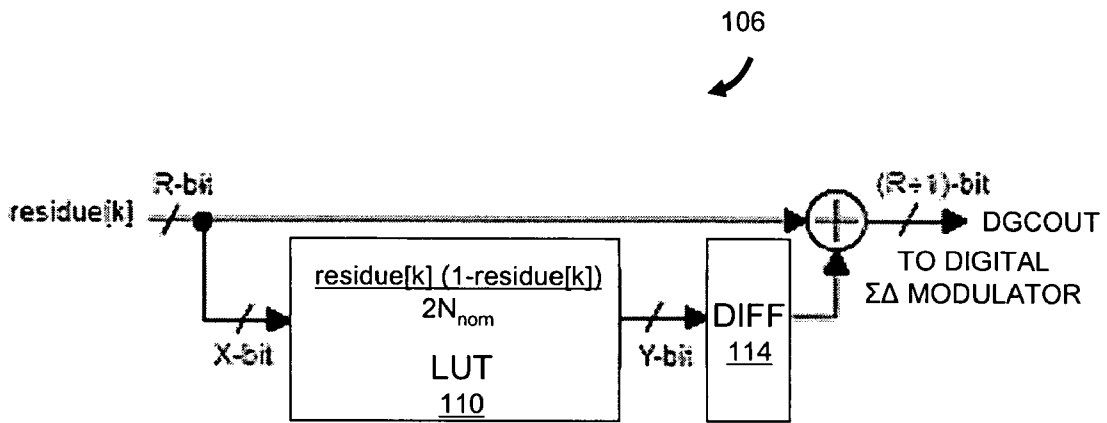 106
R-bit
residue[k]
(R+1)-bit
DGCOUT
TO DIGITAL
ΣΔ MODULATOR
residue[k] (1-residue[k])
2Nnom
X-bit
LUT
110
Y-bit
DIFF
114